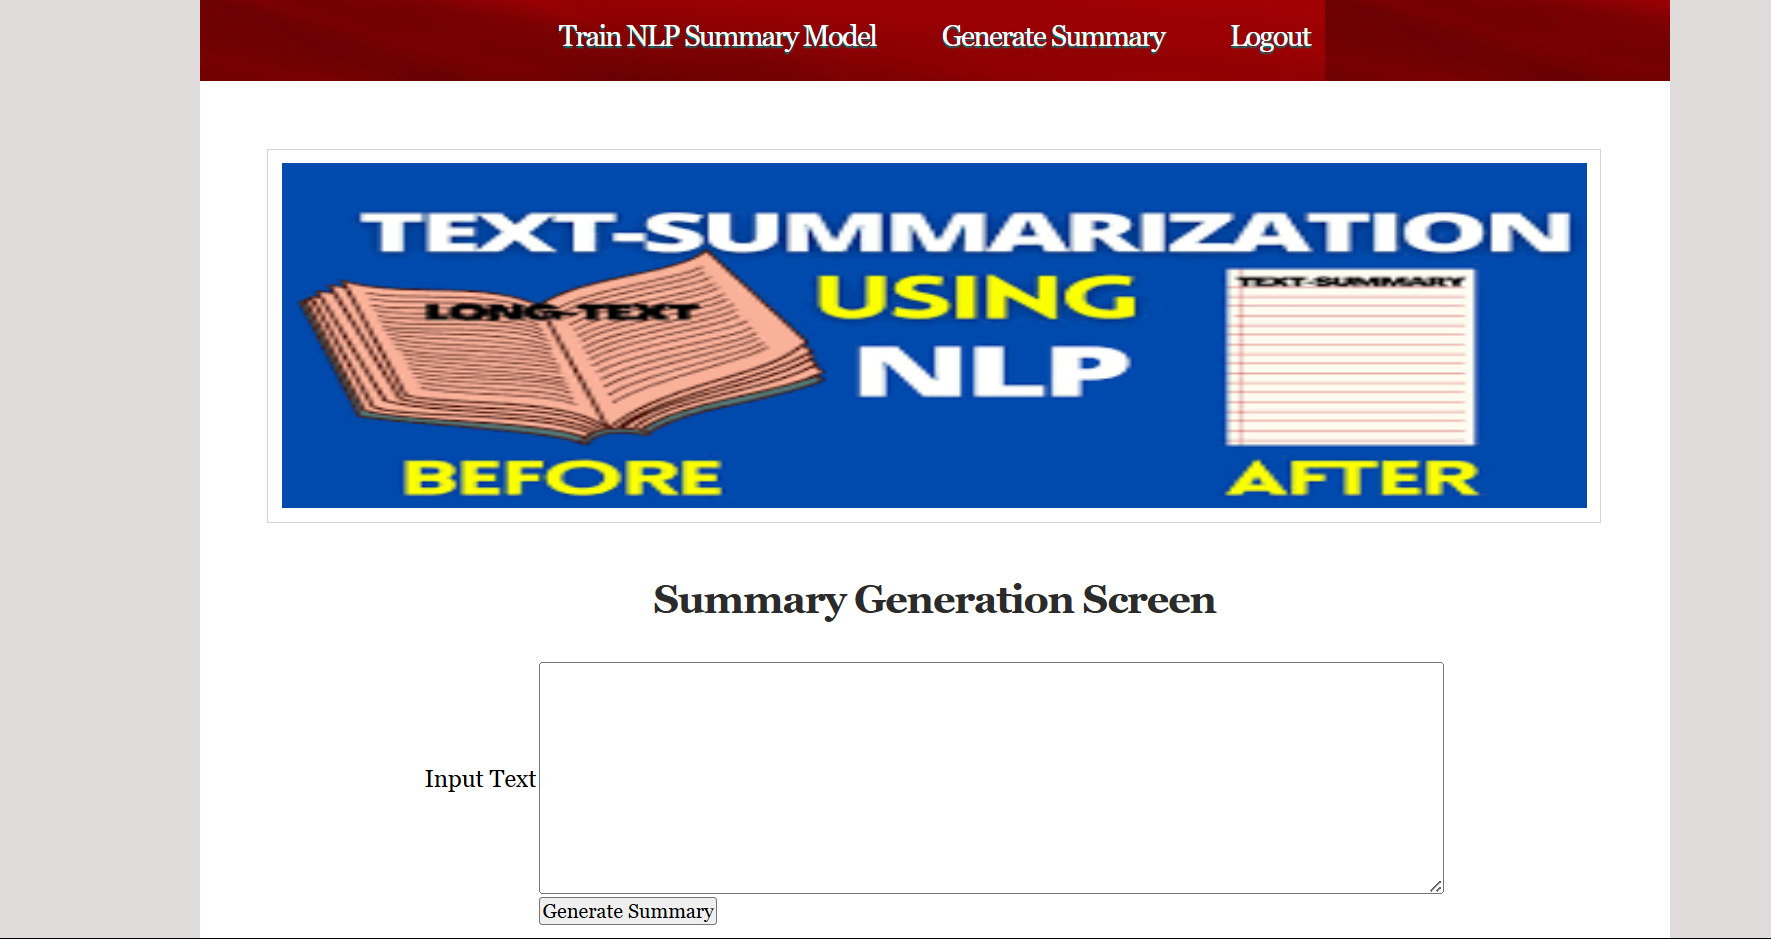 Train NLP Summary Model Generate Summary Logout
TEXT-SUMMARIZATION
LONG-TEXT
USING
NLP
TEXT-SUMMARY
BEFORE
AFTER
Summary Generation Screen
Input Text
Generate Summary